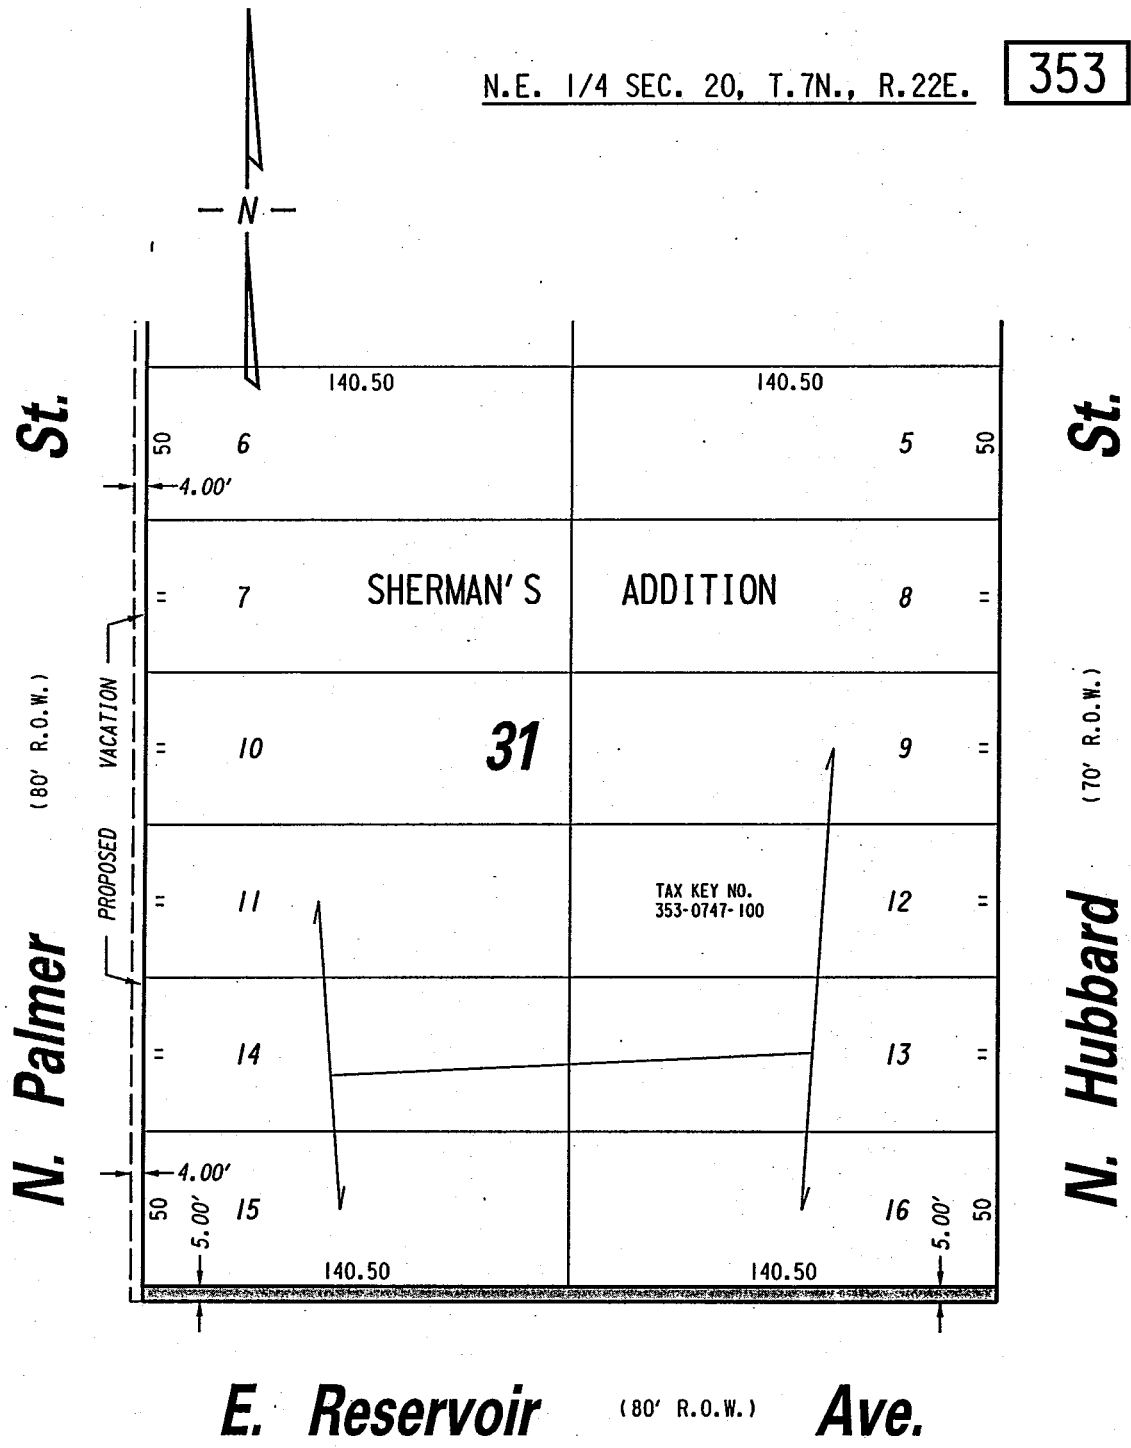 N.E. 1/4 SEC. 20, T.7N., R.22E.
353
N
140.50
140.50
50
6
5
50
4.00'
St.
St.
=
7
SHERMAN'S ADDITION
8
=
(80' R.O.W.)
PROPOSED VACATION
=
10
31
9
=
(70' R.O.W.)
=
11
TAX KEY NO.
353-0747-100
12
=
N. Palmer
N. Hubbard
=
14
13
=
4.00'
50
5.00'
15
16
5.00'
50
140.50
140.50
E. Reservoir (80' R.O.W.) Ave.